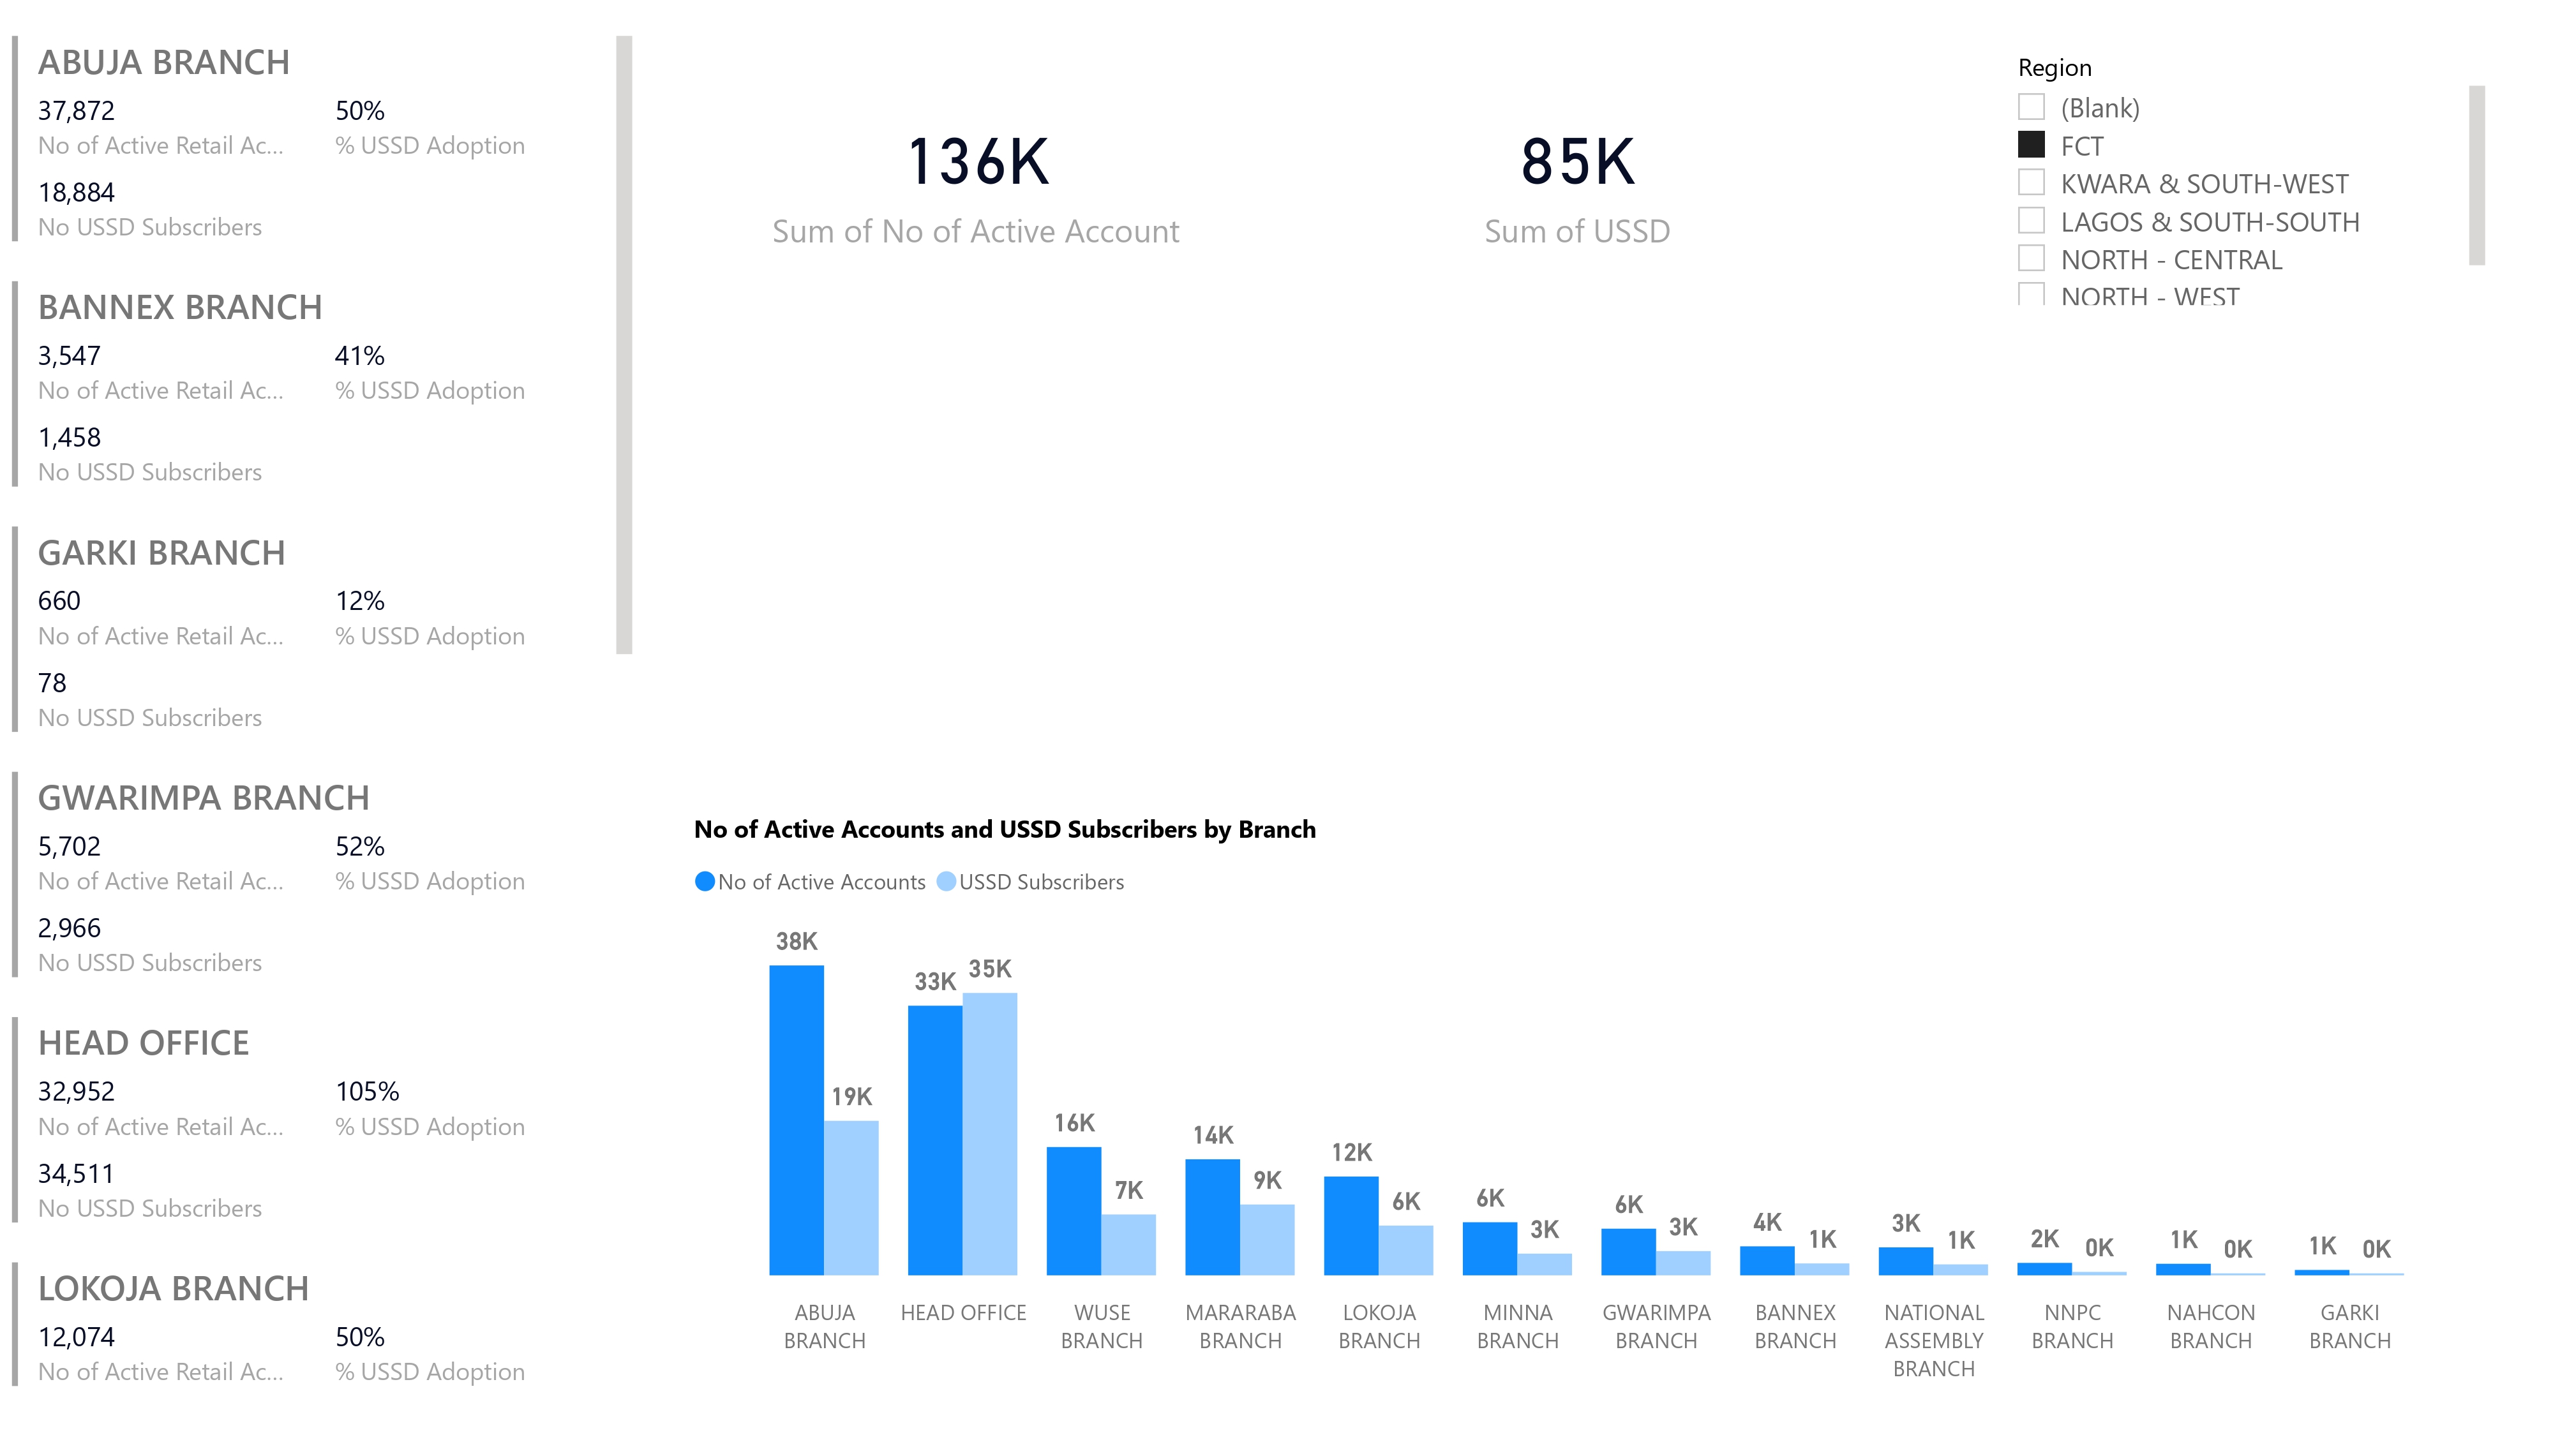 ABUJA BRANCH
37,872 50%
No of Active Retail Ac... % USSD Adoption
18,884
No USSD Subscribers
BANNEX BRANCH
3,547 41%
No of Active Retail Ac... % USSD Adoption
1,458
No USSD Subscribers
GARKI BRANCH
660 12%
No of Active Retail Ac... % USSD Adoption
78
No USSD Subscribers
GWARIMPA BRANCH
5,702 52%
No of Active Retail Ac... % USSD Adoption
2,966
No USSD Subscribers
HEAD OFFICE
32,952 105%
No of Active Retail Ac... % USSD Adoption
34,511
No USSD Subscribers
LOKOJA BRANCH
12,074 50%
No of Active Retail Ac... % USSD Adoption
136K
Sum of No of Active Account
85K
Sum of USSD
Region
(Blank)
FCT
KWARA & SOUTH-WEST
LAGOS & SOUTH-SOUTH
NORTH - CENTRAL
NORTH - WEST
No of Active Accounts and USSD Subscribers by Branch
No of Active Accounts USSD Subscribers
38K 19K 33K 35K 16K 7K 14K 9K 12K 6K 6K 3K 6K 3K 4K 1K 3K 1K 2K 0K 1K 0K 1K 0K
ABUJA HEAD OFFICE WUSE MARARABA LOKOJA MINNA GWARIMPA BANNEX NATIONAL NNPC NAHCON GARKI
BRANCH BRANCH BRANCH BRANCH BRANCH BRANCH BRANCH ASSEMBLY BRANCH BRANCH BRANCH
BRANCH